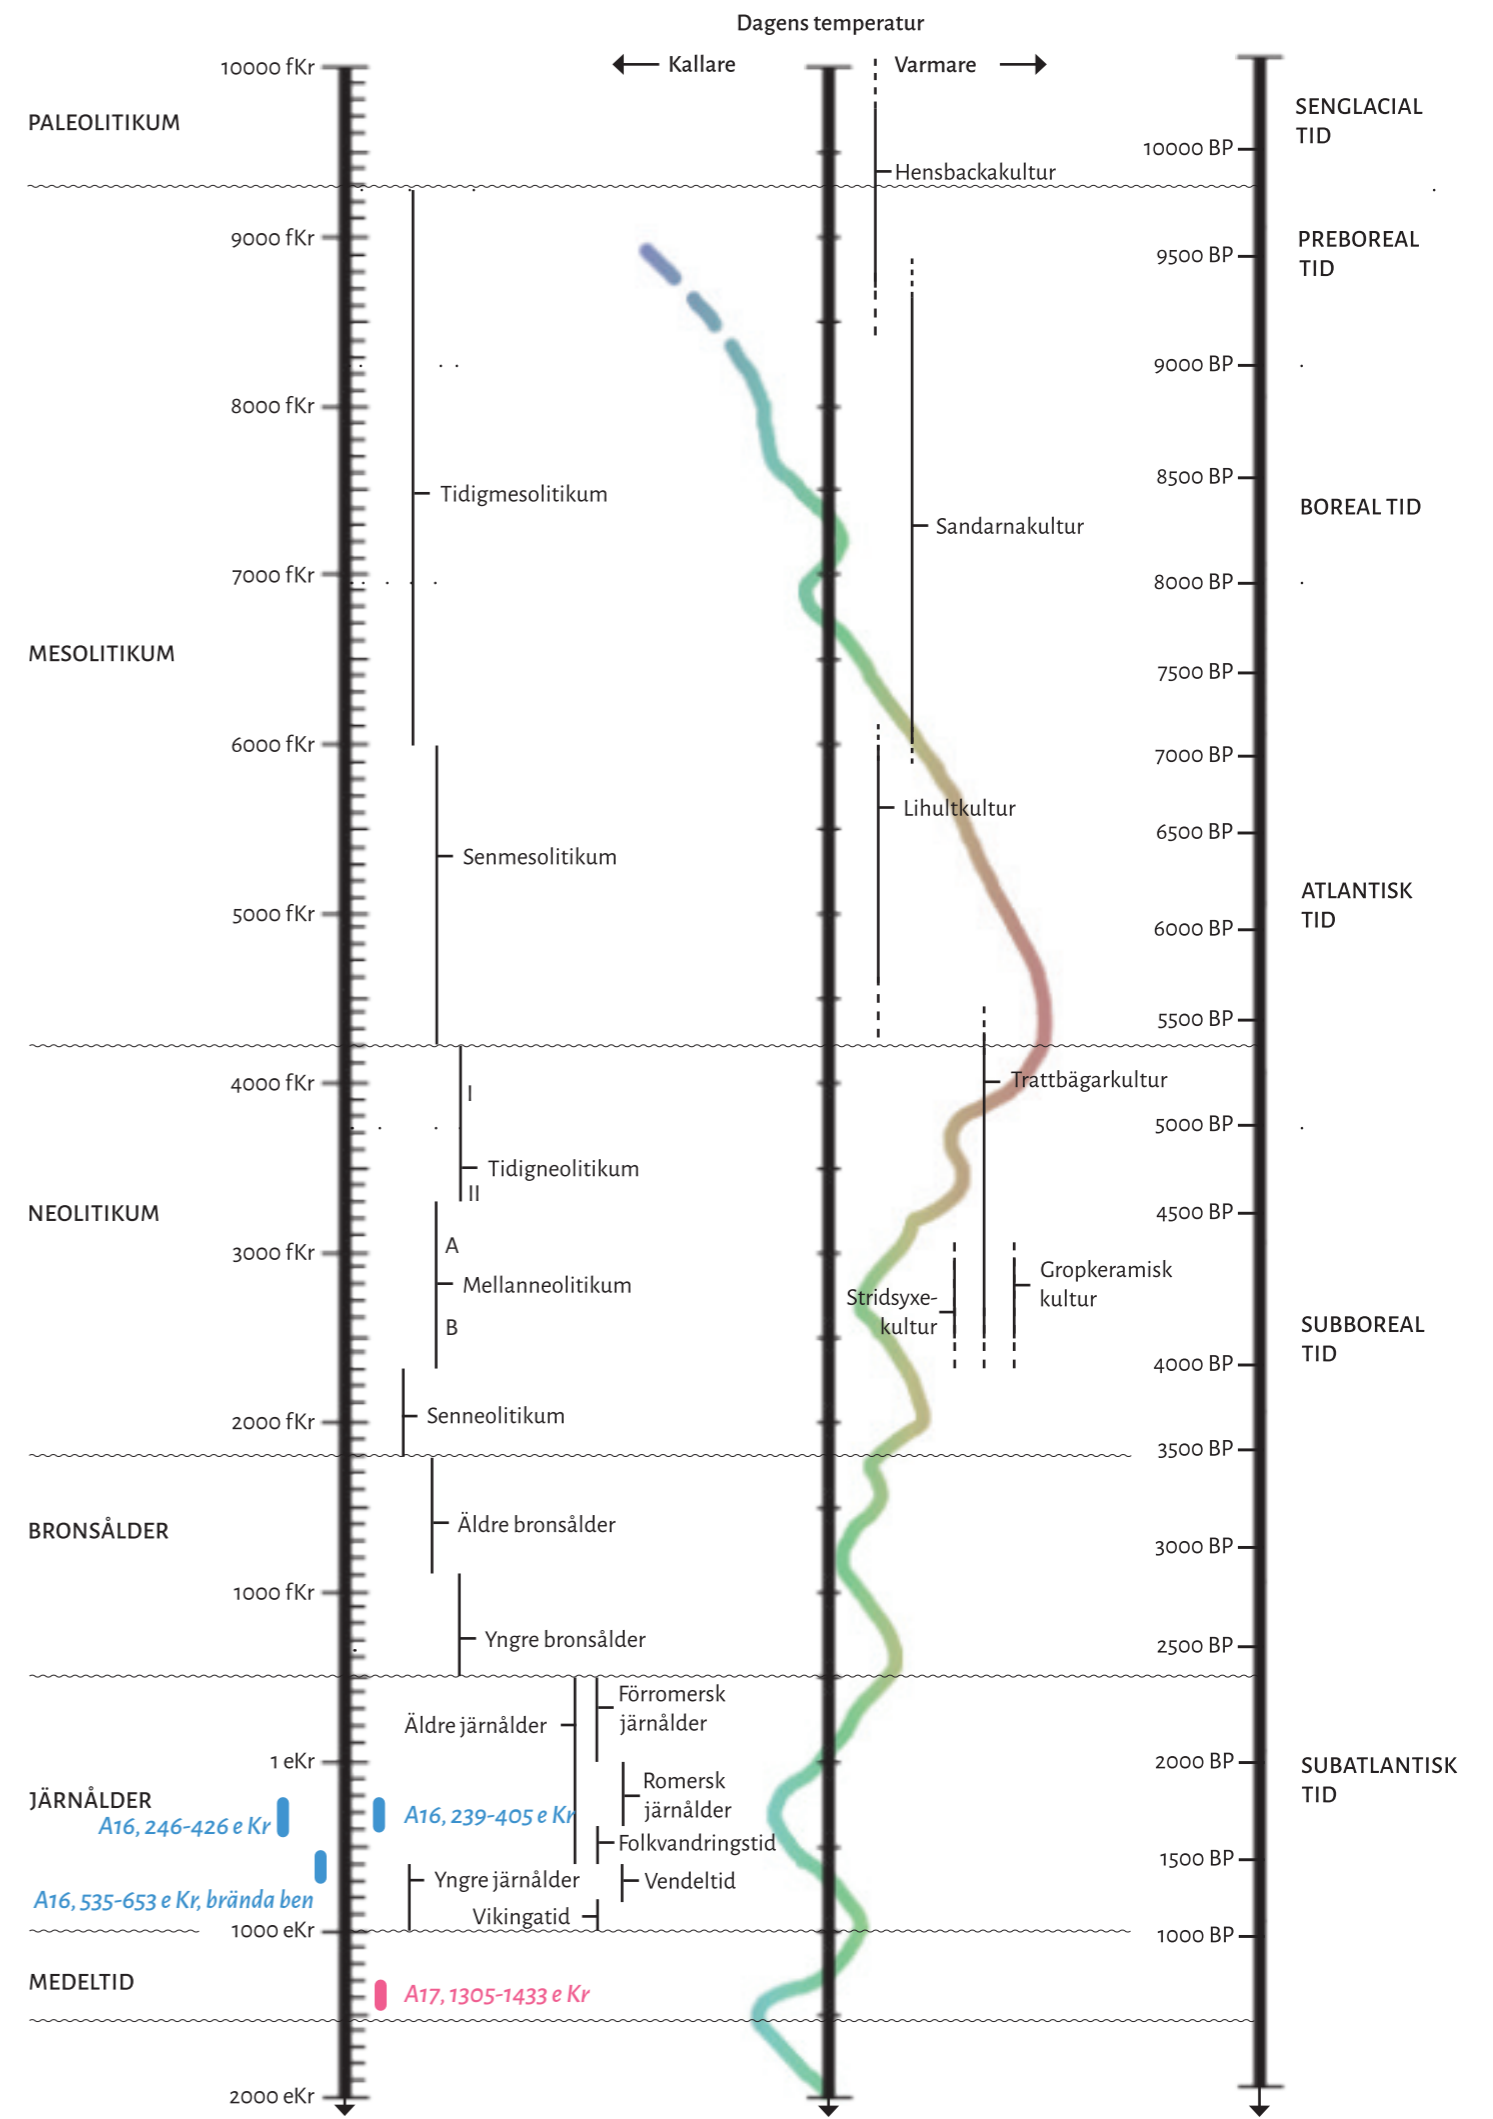 Dagens temperatur
Kallare
Varmare
10000 fKr
PALEOLITIKUM
SENGLACIAL
TID
10000 BP
Hensbackakultur
9000 fKr
PREBOREAL
TID
9500 BP
9000 BP
8000 fKr
8500 BP
Tidigmesolitikum
BOREAL TID
Sandarnakultur
7000 fKr
8000 BP
MESOLITIKUM
7500 BP
6000 fKr
7000 BP
Lihultkultur
6500 BP
Senmesolitikum
ATLANTISK
TID
5000 fKr
6000 BP
5500 BP
4000 fKr
Trattbägarkultur
I
5000 BP
Tidigneolitikum
II
NEOLITIKUM
4500 BP
A
3000 fKr
Gropkeramisk
kultur
Mellanneolitikum
Stridsyxe-
kultur
B
SUBBOREAL
TID
4000 BP
Senneolitikum
2000 fKr
3500 BP
Äldre bronsålder
BRONSÅLDER
3000 BP
1000 fKr
Yngre bronsålder
2500 BP
Förromersk
järnålder
Äldre järnålder
1 eKr
2000 BP
SUBATLANTISK
TID
Romersk
järnålder
JÄRNÅLDER
A16, 239-405 e Kr
A16, 246-426 e Kr
Folkvandringstid
1500 BP
Yngre järnålder
Vendeltid
A16, 535-653 e Kr, brända ben
Vikingatid
1000 eKr
1000 BP
MEDELTID
A17, 1305-1433 e Kr
2000 eKr